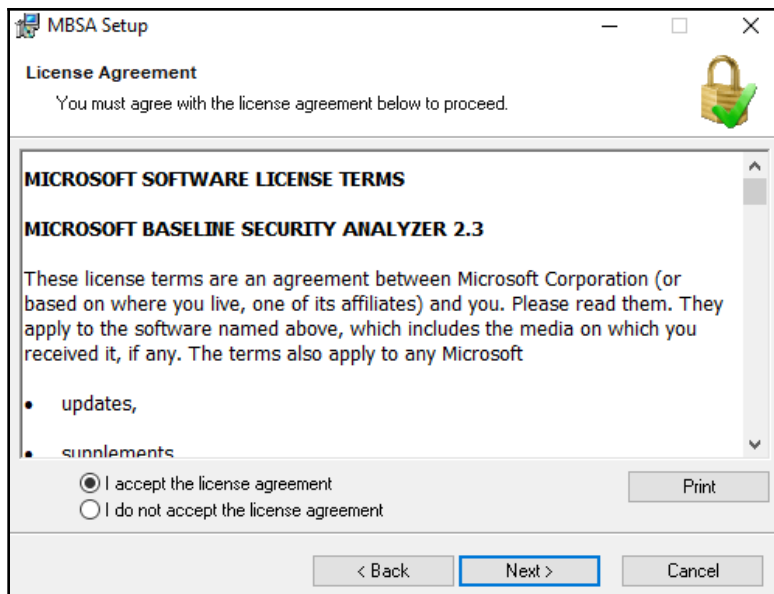 MBSA Setup
License Agreement
You must agree with the license agreement below to proceed.
MICROSOFT SOFTWARE LICENSE TERMS
MICROSOFT BASELINE SECURITY ANALYZER 2.3
These license terms are an agreement between Microsoft Corporation (or
based on where you live, one of its affiliates) and you. Please read them. They
apply to the software named above, which includes the media on which you
received it, if any. The terms also apply to any Microsoft
• updates,
• supplements
I accept the license agreement
Print
I do not accept the license agreement
< Back
Next >
Cancel